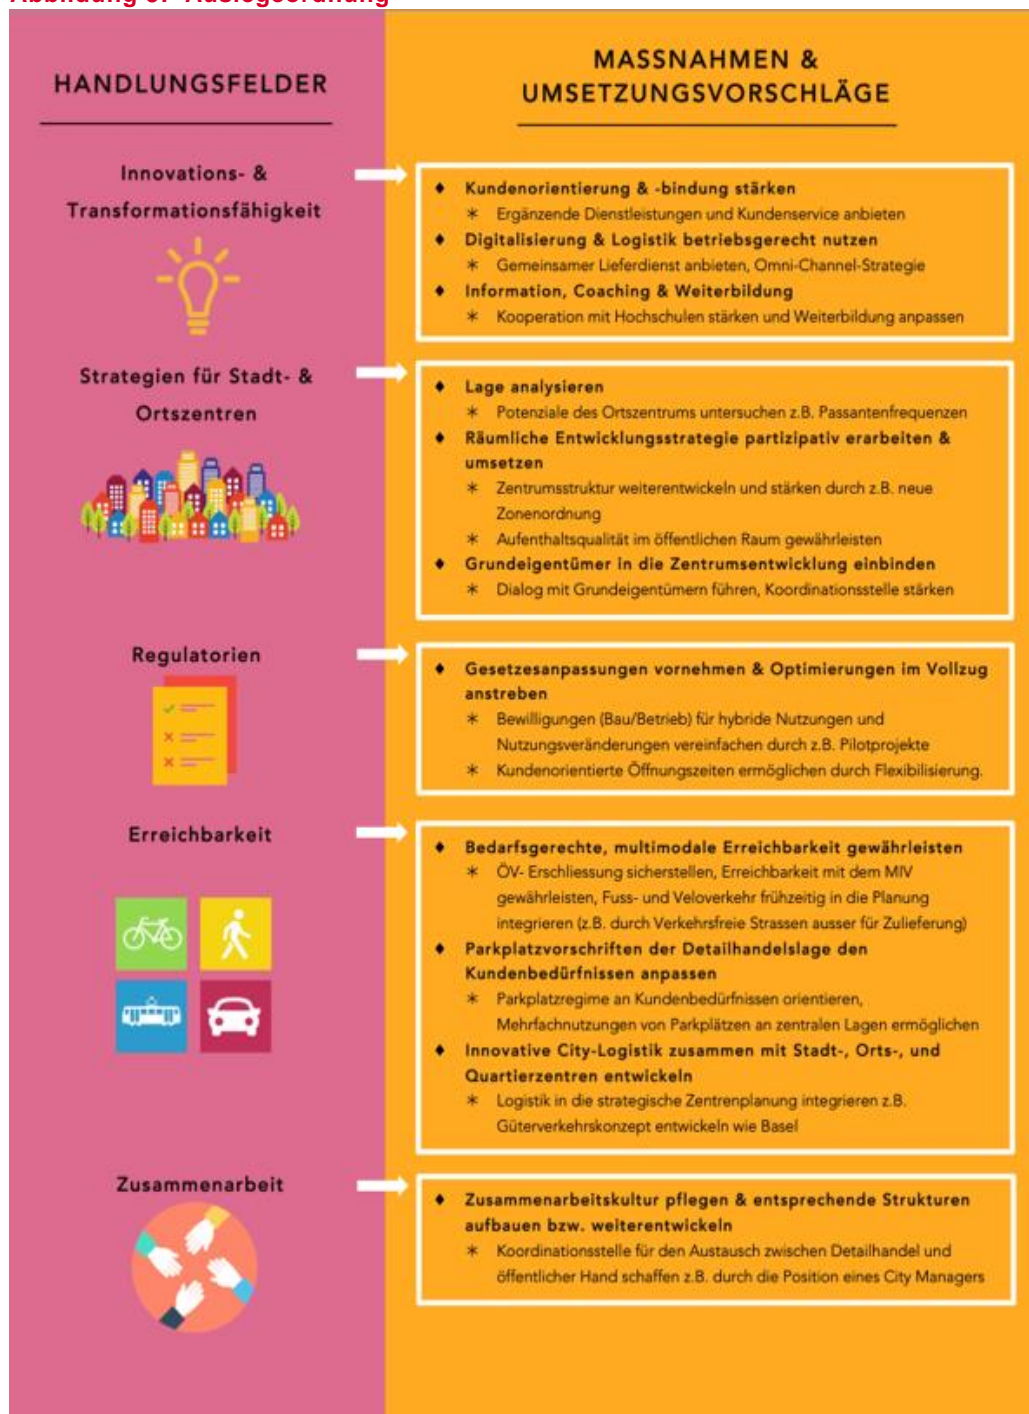 HANDLUNGSFELDER
MASSNAHMEN &
UMSETZUNGSVORSCHLÄGE
Innovations- &
Transformationsfähigkeit
♦ Kundenorientierung & -bindung stärken
* Ergänzende Dienstleistungen und Kundenservice anbieten
♦ Digitalisierung & Logistik betriebsgerecht nutzen
* Gemeinsamer Lieferdienst anbieten, Omni-Channel-Strategie
♦ Information, Coaching & Weiterbildung
* Kooperation mit Hochschulen stärken und Weiterbildung anpassen
Strategien für Stadt- &
Ortszentren
♦ Lage analysieren
* Potenziale des Ortszentrums untersuchen z.B. Passantenfrequenzen
♦ Räumliche Entwicklungsstrategie partizipativ erarbeiten &
umsetzen
* Zentrumsstruktur weiterentwickeln und stärken durch z.B. neue
Zonenordnung
* Aufenthaltsqualität im öffentlichen Raum gewährleisten
♦ Grundeigentümer in die Zentrumsentwicklung einbinden
* Dialog mit Grundeigentümern führen, Koordinationsstelle stärken
Regulatorien
♦ Gesetzesanpassungen vornehmen & Optimierungen im Vollzug
anstreben
* Bewilligungen (Bau/Betrieb) für hybride Nutzungen und
Nutzungsveränderungen vereinfachen durch z.B. Pilotprojekte
* Kundenorientierte Öffnungszeiten ermöglichen durch Flexibilisierung.
Erreichbarkeit
♦ Bedarfsgerechte, multimodale Erreichbarkeit gewährleisten
* ÖV- Erschliessung sicherstellen, Erreichbarkeit mit dem MIV
gewährleisten, Fuss- und Veloverkehr frühzeitig in die Planung
integrieren (z.B. durch Verkehrsfreie Strassen ausser für Zulieferung)
♦ Parkplatzvorschriften der Detailhandelslage den
Kundenbedürfnissen anpassen
* Parkplatzregime an Kundenbedürfnissen orientieren,
Mehrfachnutzungen von Parkplätzen an zentralen Lagen ermöglichen
♦ Innovative City-Logistik zusammen mit Stadt-, Orts-, und
Quartierzentren entwickeln
* Logistik in die strategische Zentrenplanung integrieren z.B.
Güterverkehrskonzept entwickeln wie Basel
Zusammenarbeit
♦ Zusammenarbeitskultur pflegen & entsprechende Strukturen
aufbauen bzw. weiterentwickeln
* Koordinationsstelle für den Austausch zwischen Detailhandel und
öffentlicher Hand schaffen z.B. durch die Position eines City Managers